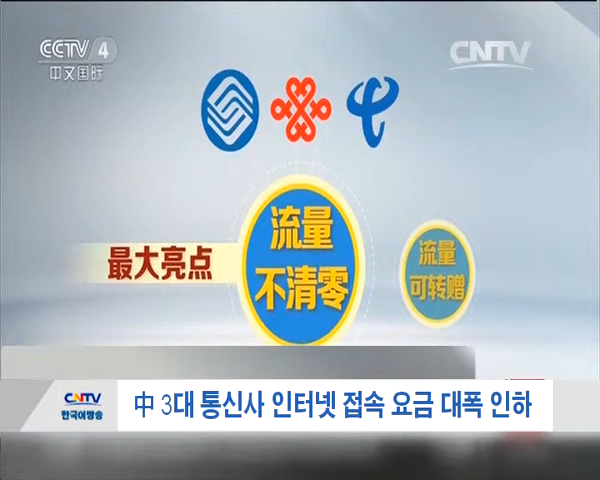 CCTV 4
中文国际
CNTV
最大亮点
流量
不清零
流量
可转赠
CNTV
한국어방송
中 3대 통신사 인터넷 접속 요금 대폭 인하